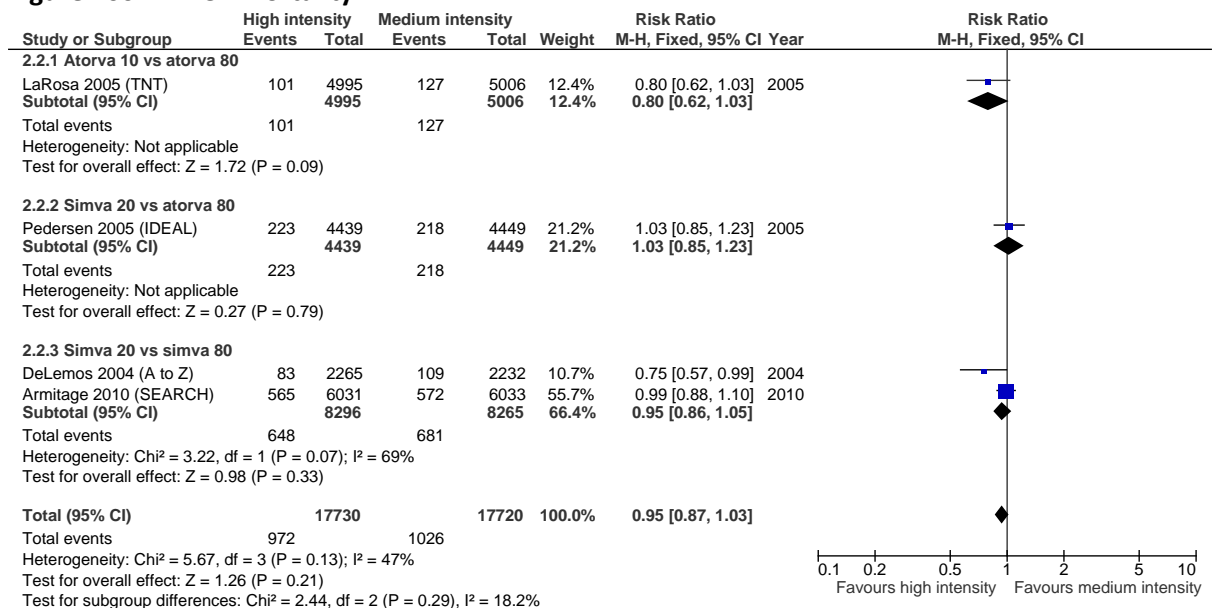 High intensity Medium intensity Risk Ratio Risk Ratio
Study or Subgroup Events Total Events Total Weight M-H, Fixed, 95% CI Year M-H, Fixed, 95% CI
2.2.1 Atorva 10 vs atorva 80
LaRosa 2005 (TNT) 101 4995 127 5006 12.4% 0.80 [0.62, 1.03] 2005
Subtotal (95% CI) 4995 5006 12.4% 0.80 [0.62, 1.03]
Total events 101 127
Heterogeneity: Not applicable
Test for overall effect: Z = 1.72 (P = 0.09)
2.2.2 Simva 20 vs atorva 80
Pedersen 2005 (IDEAL) 223 4439 218 4449 21.2% 1.03 [0.85, 1.23] 2005
Subtotal (95% CI) 4439 4449 21.2% 1.03 [0.85, 1.23]
Total events 223 218
Heterogeneity: Not applicable
Test for overall effect: Z = 0.27 (P = 0.79)
2.2.3 Simva 20 vs simva 80
DeLemos 2004 (A to Z) 83 2265 109 2232 10.7% 0.75 [0.57, 0.99] 2004
Armitage 2010 (SEARCH) 565 6031 572 6033 55.7% 0.99 [0.88, 1.10] 2010
Subtotal (95% CI) 8296 8265 66.4% 0.95 [0.86, 1.05]
Total events 648 681
Heterogeneity: Chi² = 3.22, df = 1 (P = 0.07); I² = 69%
Test for overall effect: Z = 0.98 (P = 0.33)
Total (95% CI) 17730 17720 100.0% 0.95 [0.87, 1.03]
Total events 972 1026
Heterogeneity: Chi² = 5.67, df = 3 (P = 0.13); I² = 47%
Test for overall effect: Z = 1.26 (P = 0.21)
Test for subgroup differences: Chi² = 2.44, df = 2 (P = 0.29), I² = 18.2%
0.1 0.2 0.5 1 2 5 10
Favours high intensity Favours medium intensity